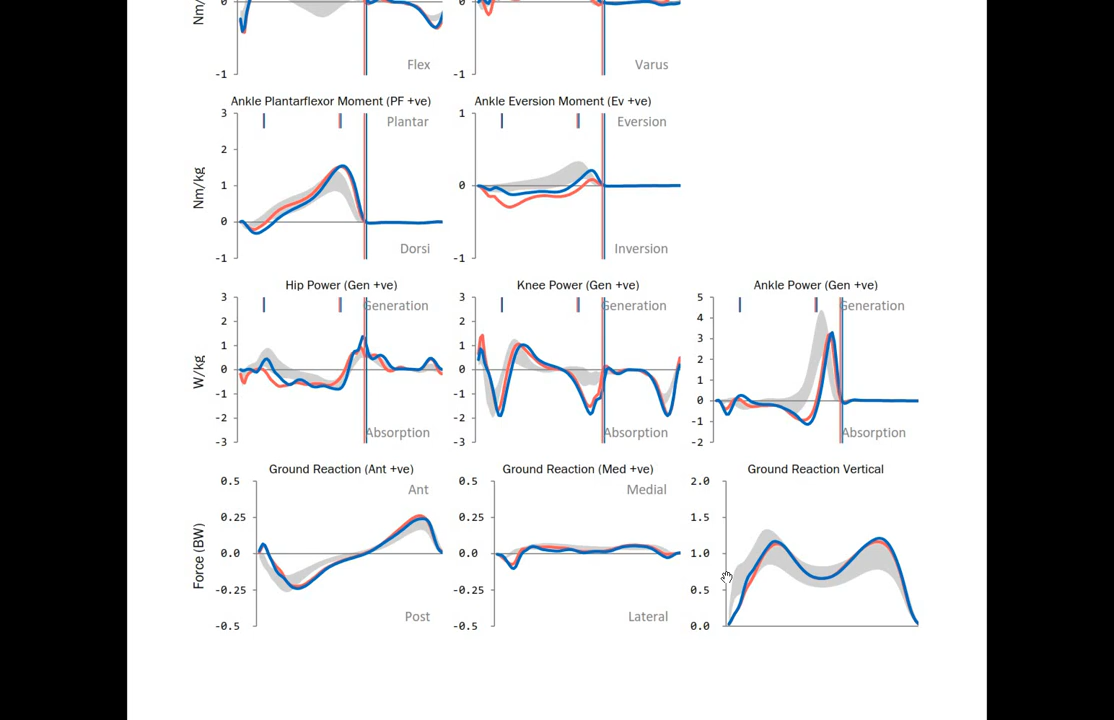 Nm/kg
0
-1
Flex
0
-1
Varus
Ankle Plantarflexor Moment (PF +ve)
Nm/kg
3
2
1
0
-1
Plantar
Dorsi
Ankle Eversion Moment (Ev +ve)
1
0
-1
Eversion
Inversion
Hip Power (Gen +ve)
W/kg
3
2
1
0
-1
-2
-3
Generation
Absorption
Knee Power (Gen +ve)
3
2
1
0
-1
-2
-3
Generation
Absorption
Ankle Power (Gen +ve)
5
4
3
2
1
0
-1
-2
Generation
Absorption
Ground Reaction (Ant +ve)
Force (BW)
0.5
0.25
0.0
-0.25
-0.5
Ant
Post
Ground Reaction (Med +ve)
0.5
0.25
0.0
-0.25
-0.5
Medial
Lateral
Ground Reaction Vertical
2.0
1.5
1.0
0.5
0.0